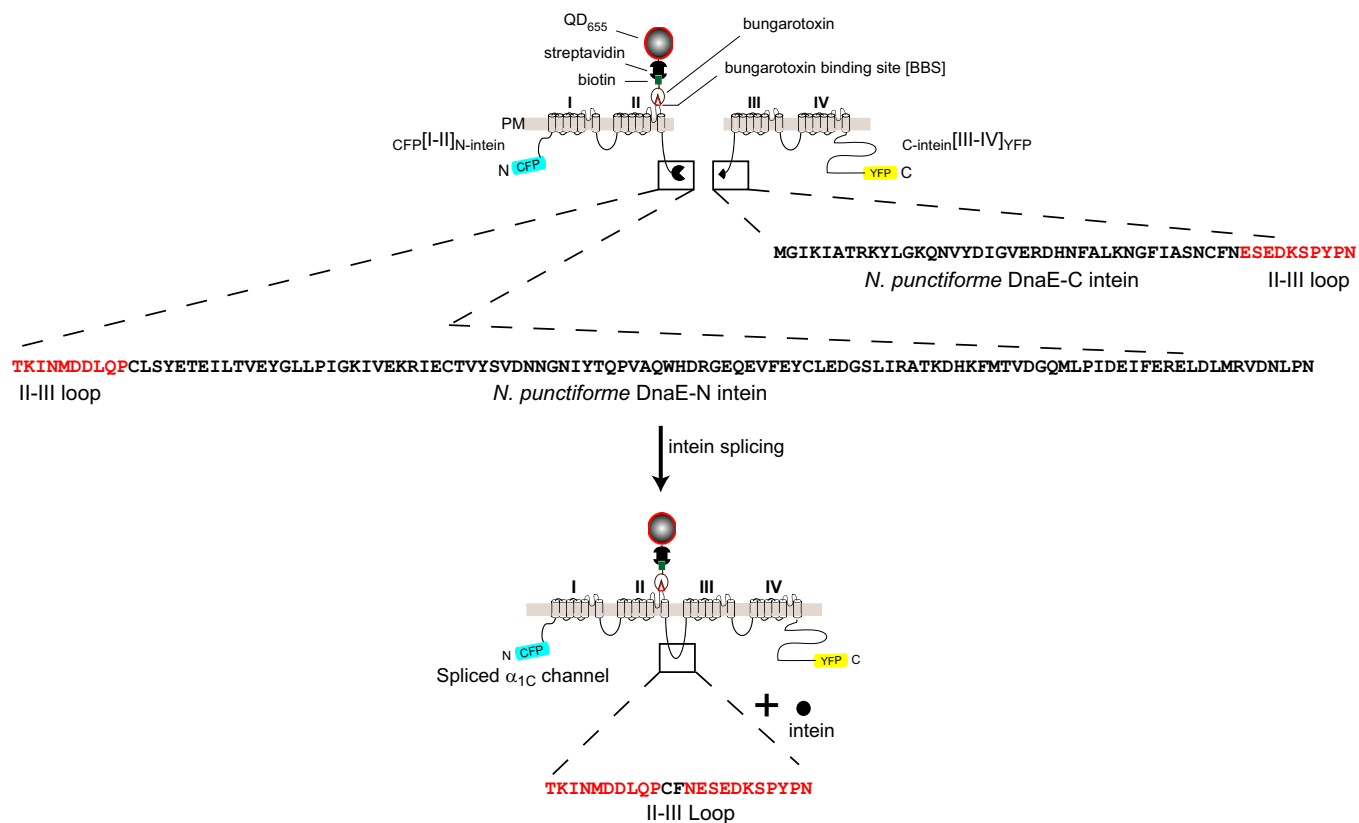 QD655
bungarotoxin
streptavidin
bungarotoxin binding site [BBS]
biotin
I II III IV
PM
CFP[I-II]N-intein
C-intein[III-IV]YFP
N CFP
YFP C
MGIKIATRKYLGKQNVYDIGVERDHNFALKNGFIASNCFNESEDKSPYPN
N. punctiforme DnaE-C intein
II-III loop
TKINMDDLQPCLSYETEILTVEYGLLPIGKIVEKRIECTVYSVDNNGNIYTQPVAQWHDRGEQEVFEYCLEDGSLIRATKDHKFMTVDGQMLPIDEIFERELDLMRVDNLPN
II-III loop
N. punctiforme DnaE-N intein
intein splicing
I II III IV
N CFP
YFP C
Spliced α1C channel
+
intein
TKINMDDLQPCFNESEDKSPYPN
II-III Loop